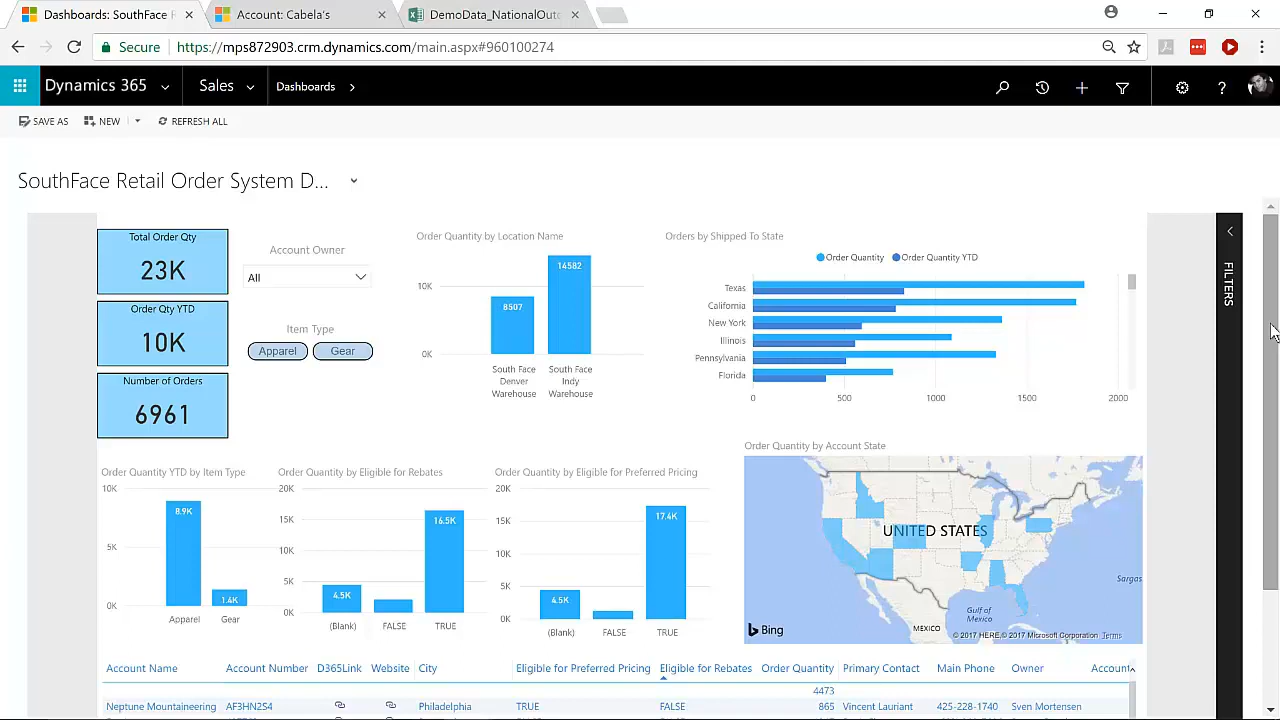 Dashboards: SouthFace R
Account: Cabela's
DemoData_NationalOutd
Secure
https://mps872903.crm.dynamics.com/main.aspx#960100274
Dynamics 365
Sales
Dashboards
?
SAVE AS
NEW
REFRESH ALL
SouthFace Retail Order System D...
Total Order Qty
23K
Order Qty YTD
10K
Number of Orders
6961
Account Owner
All
Item Type
Apparel
Gear
Order Quantity by Location Name
10K
0K
8507
14582
South Face Denver Warehouse
South Face Indy Warehouse
Orders by Shipped To State
Order Quantity
Order Quantity YTD
Texas
California
New York
Illinois
Pennsylvania
Florida
0 500 1000 1500 2000
FILTERS
Order Quantity YTD by Item Type
10K
5K
0K
8.9K
1.4K
Apparel Gear
Order Quantity by Eligible for Rebates
20K
15K
10K
5K
0K
4.5K
16.5K
(Blank) FALSE TRUE
Order Quantity by Eligible for Preferred Pricing
20K
15K
10K
5K
0K
4.5K
17.4K
(Blank) FALSE TRUE
Order Quantity by Account State
UNITED STATES
Gulf of
MEXICO
Mexico
Sargas
Bing
© 2017 HERE © 2017 Microsoft Corporation Terms
Account Name Account Number D365Link Website City Eligible for Preferred Pricing Eligible for Rebates Order Quantity Primary Contact Main Phone Owner Account
4473
Neptune Mountaineering AF3HN2S4 Philadelphia TRUE FALSE 865 Vincent Lauriant 425-228-1740 Sven Mortensen